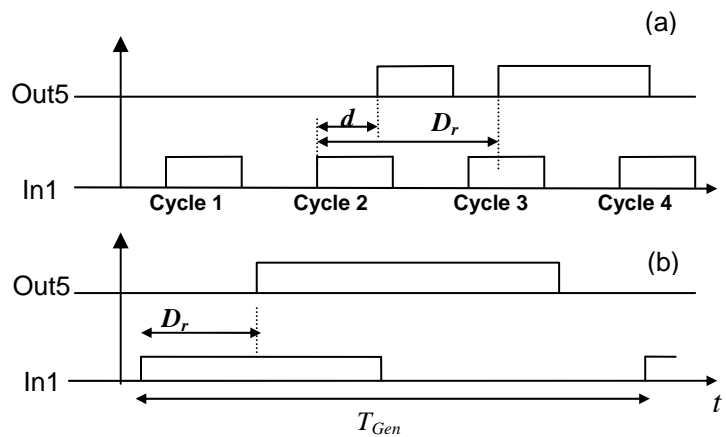 (a)
Out5
d
Dr
In1
Cycle 1 Cycle 2 Cycle 3 Cycle 4
(b)
Out5
Dr
In1
t
TGen